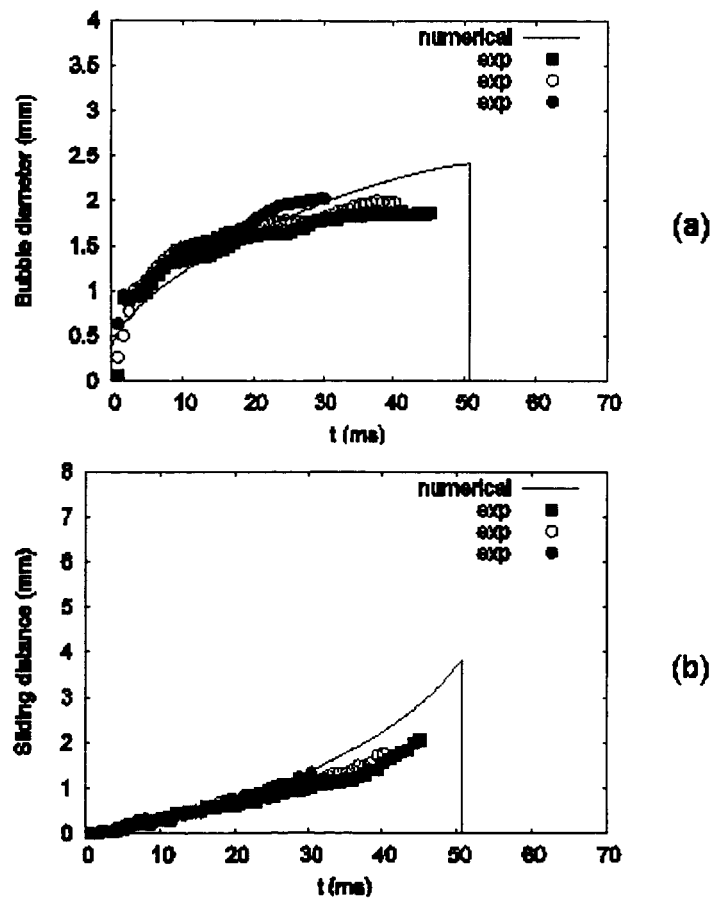 4
3.5
3
2.5
2
1.5
1
0.5
0
Bubble diameter (mm)
numerical
exp
exp
exp
0 10 20 30 40 50 60 70
t (ms)
(a)
8
7
6
5
4
3
2
1
0
Sliding distance (mm)
numerical
exp
exp
exp
0 10 20 30 40 50 60 70
t (ms)
(b)